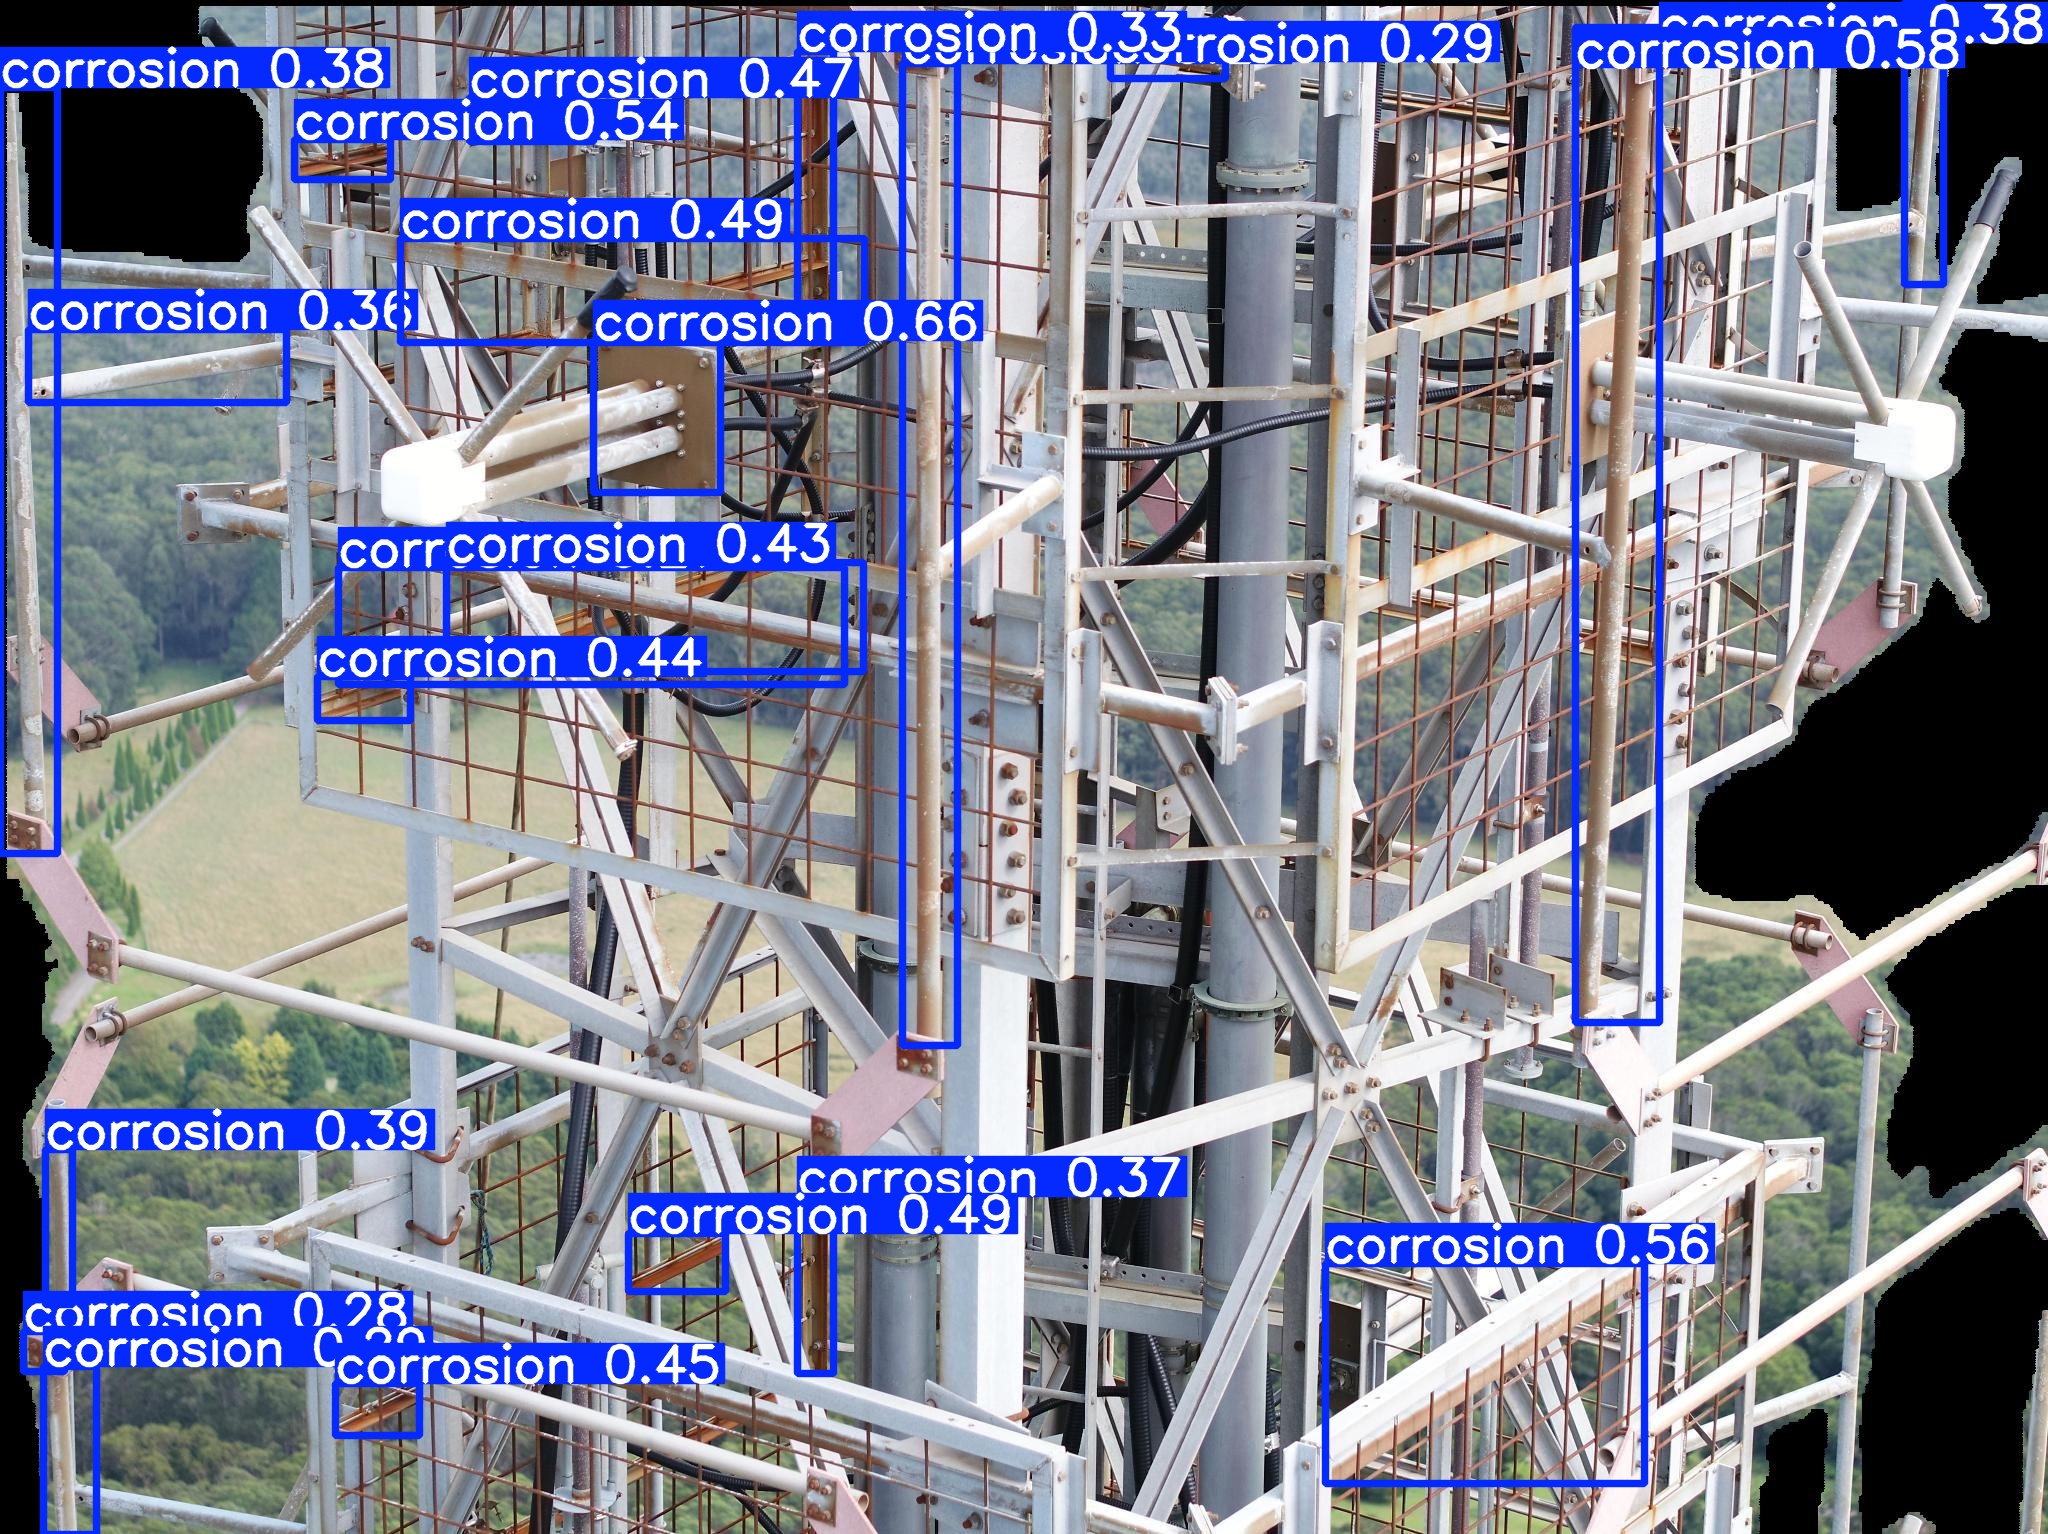 corrosion 0.33
rosion 0.29
corrosion 0.38
corrosion 0.58
corrosion 0.38
corrosion 0.47
corrosion 0.54
corrosion 0.49
corrosion 0.36
corrosion 0.66
corr
corrosion 0.43
corrosion 0.44
corrosion 0.39
corrosion 0.37
corrosion 0.49
corrosion 0.56
corrosion 0.28
corrosion
corrosion 0.45